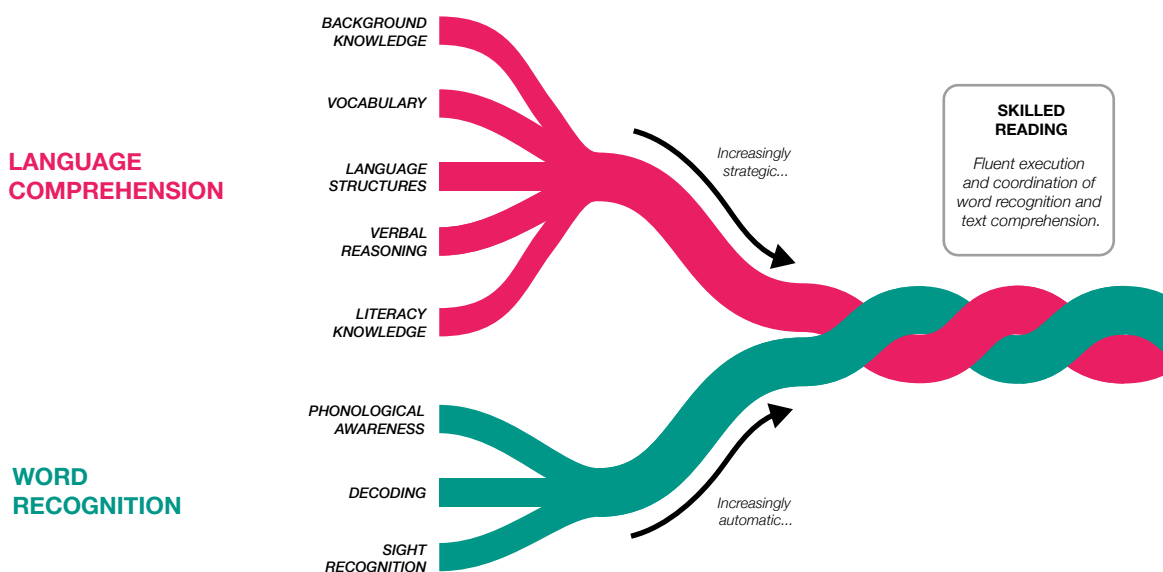 BACKGROUND
KNOWLEDGE
VOCABULARY
LANGUAGE
COMPREHENSION
LANGUAGE
STRUCTURES
VERBAL
REASONING
LITERACY
KNOWLEDGE
Increasingly
strategic...
SKILLED
READING
Fluent execution
and coordination of
word recognition and
text comprehension.
PHONOLOGICAL
AWARENESS
WORD
RECOGNITION
DECODING
SIGHT
RECOGNITION
Increasingly
automatic...